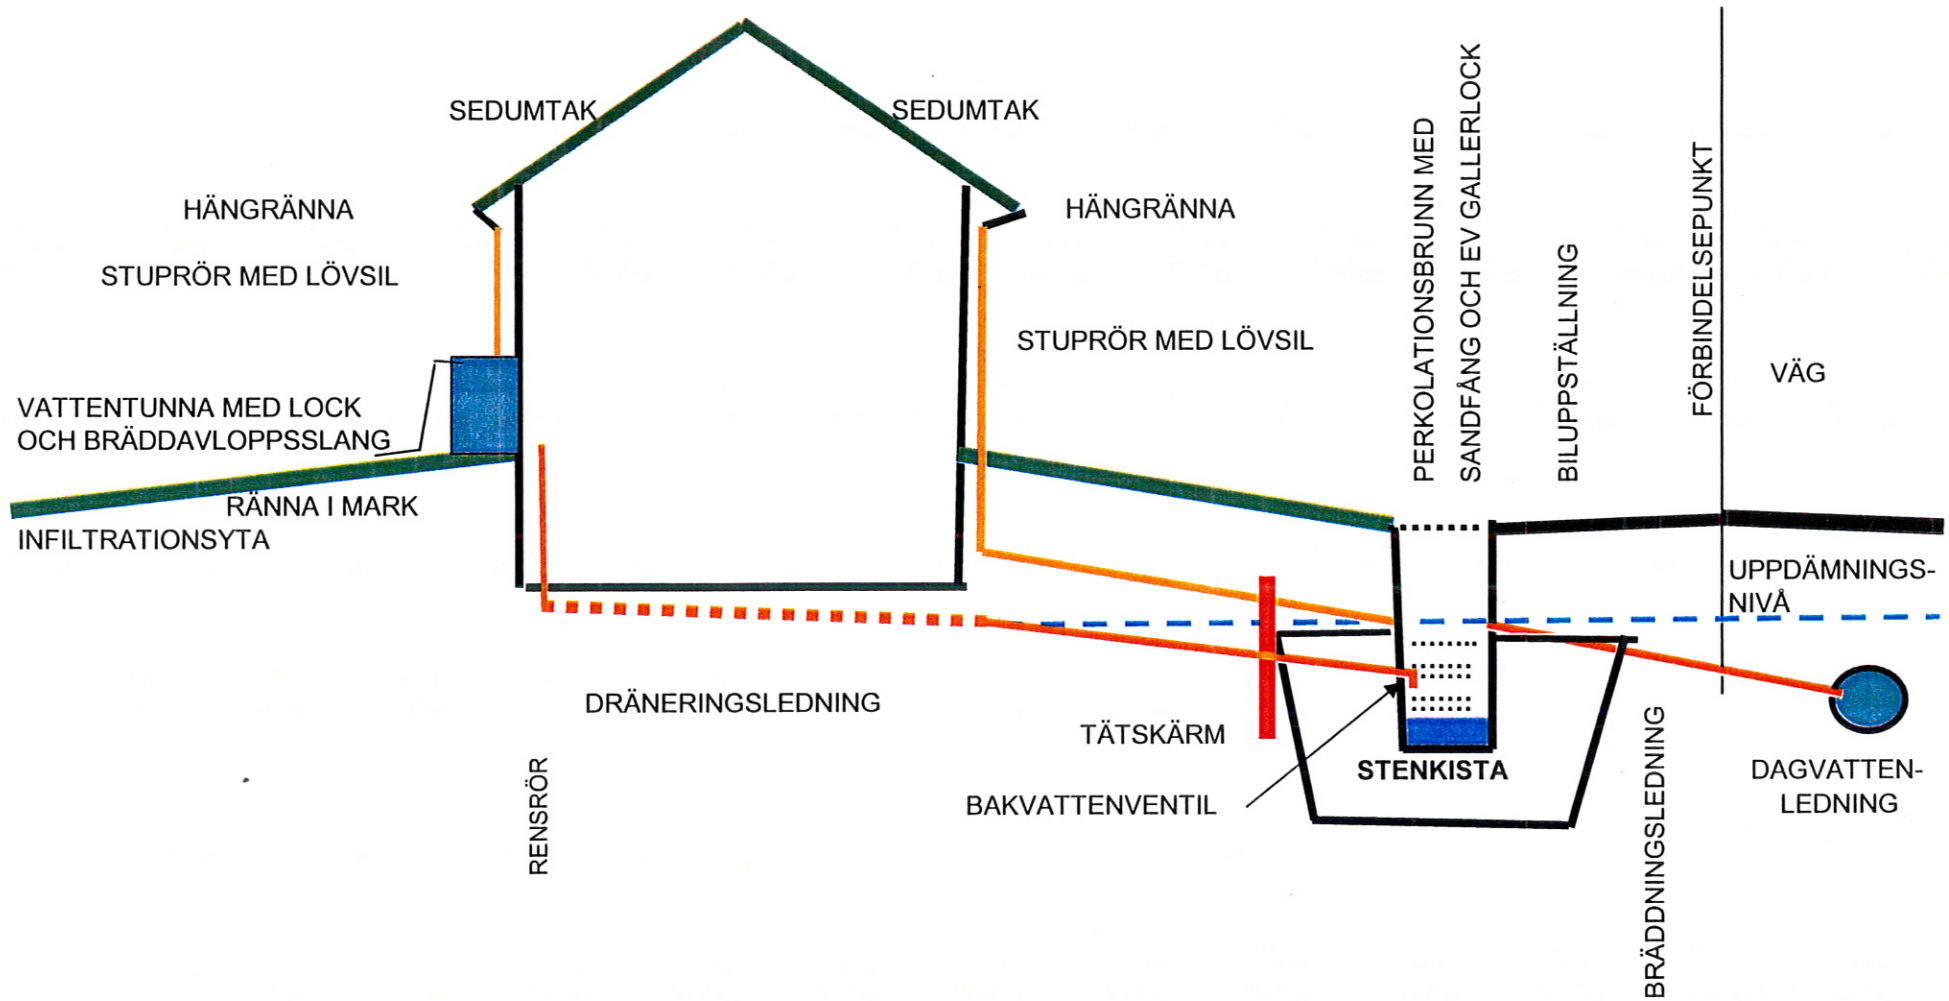 SEDUMTAK
SEDUMTAK
HÄNGRÄNNA
HÄNGRÄNNA
STUPRÖR MED LÖVSIL
STUPRÖR MED LÖVSIL
VATTENTUNNA MED LOCK
OCH BRÄDDAVLOPPSSLANG
RÄNNA I MARK
INFILTRATIONSYTA
PERKOLATIONSBRUNN MED
SANDFÅNG OCH EV GALLERLOCK
BILUPPSTÄLLNING
FÖRBINDELSEPUNKT
VÄG
UPPDÄMNINGS-
NIVÅ
DRÄNERINGSLEDNING
TÄTSKÄRM
BAKVATTENVENTIL
STENKISTA
RENSRÖR
BRÄDDNINGSLEDNING
DAGVATTEN-
LEDNING